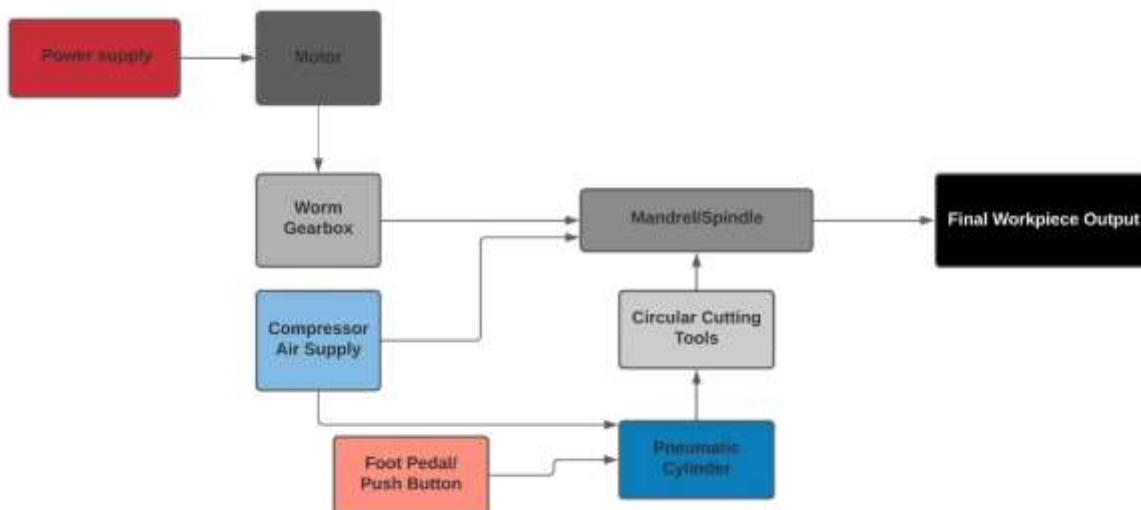 Power supply
Motor
Worm
Gearbox
Mandrel/Spindle
Final Workpiece Output
Compressor
Air Supply
Circular Cutting
Tools
Foot Pedal/
Push Button
Pneumatic
Cylinder